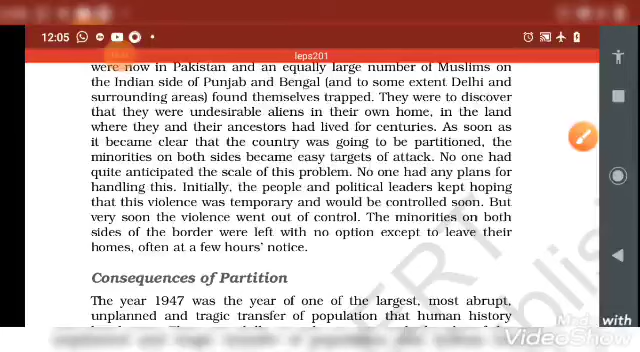 12:05
leps201
were now in Pakistan and an equally large number of Muslims on
the Indian side of Punjab and Bengal (and to some extent Delhi and
surrounding areas) found themselves trapped. They were to discover
that they were undesirable aliens in their own home, in the land
where they and their ancestors had lived for centuries. As soon as
it became clear that the country was going to be partitioned, the
minorities on both sides became easy targets of attack. No one had
quite anticipated the scale of this problem. No one had any plans for
handling this. Initially, the people and political leaders kept hoping
that this violence was temporary and would be controlled soon. But
very soon the violence went out of control. The minorities on both
sides of the border were left with no option except to leave their
homes, often at a few hours' notice.
Consequences of Partition
The year 1947 was the year of one of the largest, most abrupt,
unplanned and tragic transfer of population that human history
Made with
VideoShow